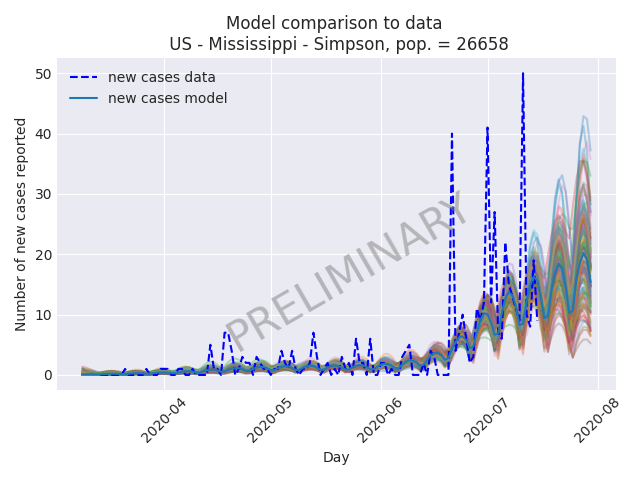 Model comparison to data
US - Mississippi - Simpson, pop. = 26658
new cases data
new cases model
PRELIMINARY
Number of new cases reported
50
40
30
20
10
0
2020-04
2020-05
2020-06
2020-07
2020-08
Day